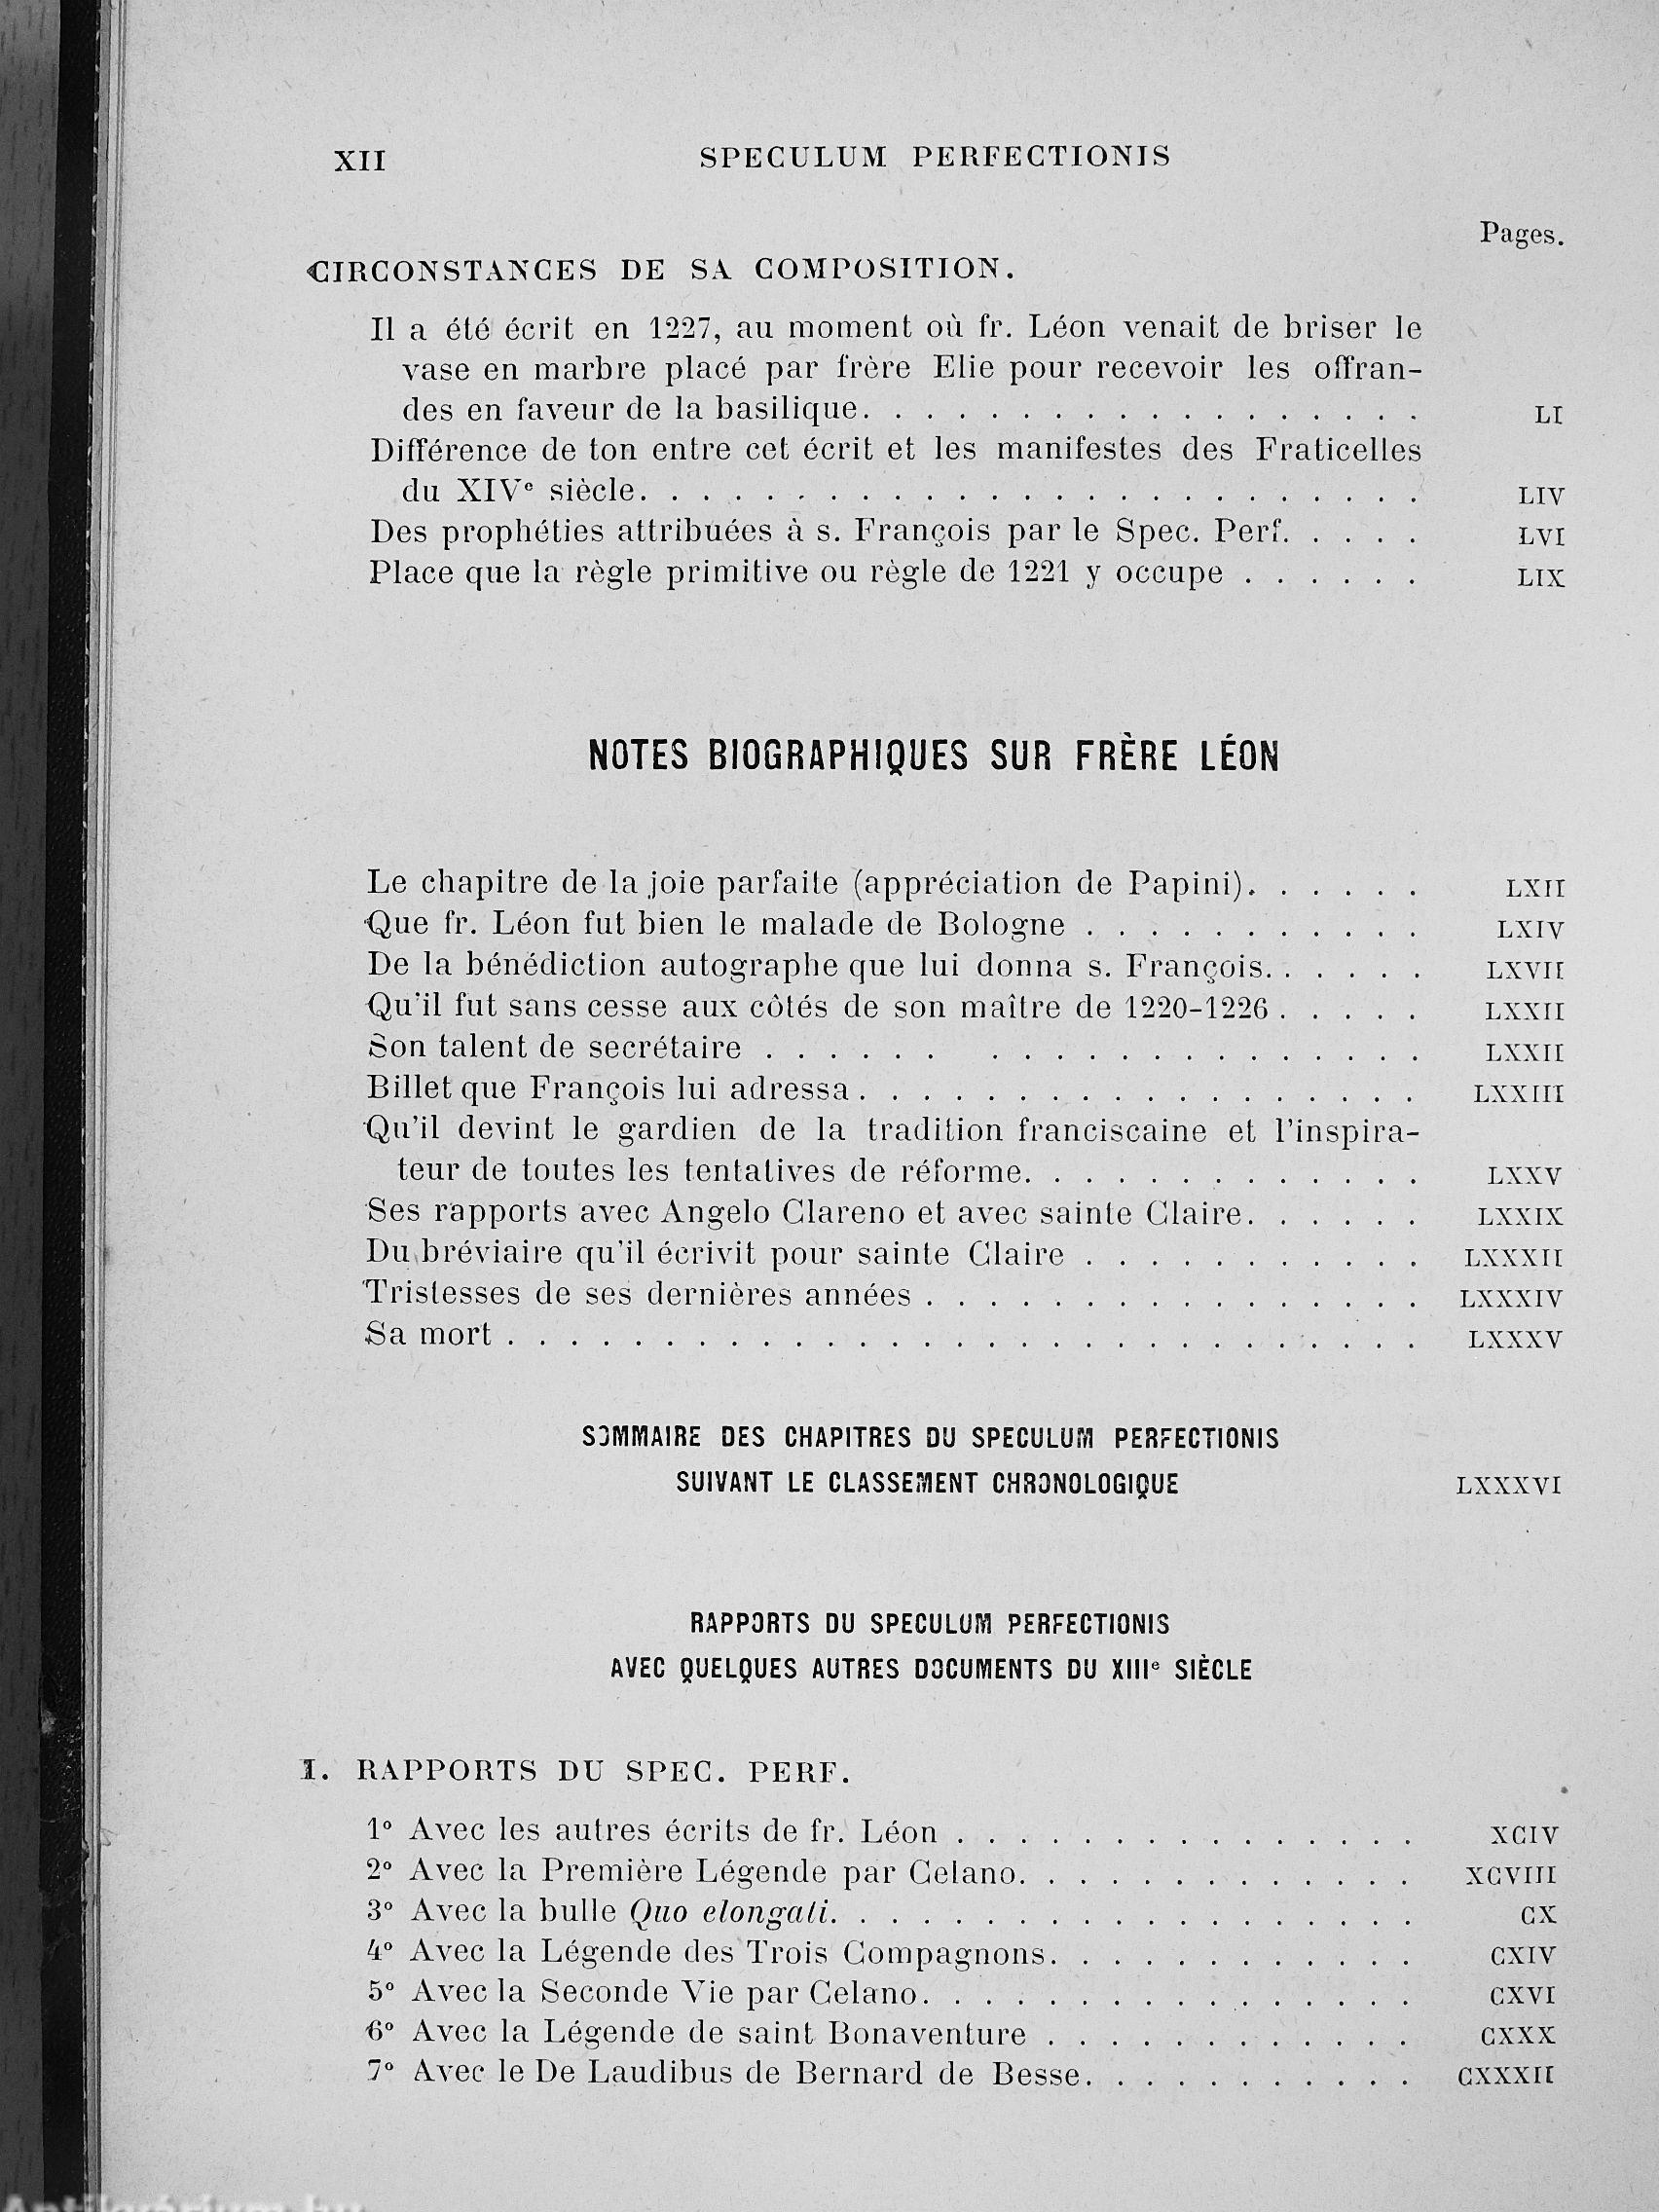 XII SPECULUM PERFECTIONIS
Pages.
CIRCONSTANCES DE SA COMPOSITION.
Il a été écrit en 1227, au moment où fr. Léon venait de briser le
vase en marbre placé par frère Elie pour recevoir les offran-
des en faveur de la basilique. . . . . . . . . . . . . . . . . . . LI
Différence de ton entre cet écrit et les manifestes des Fraticelles
du XIVe siècle. . . . . . . . . . . . . . . . . . . . . . . . . LIV
Des prophéties attribuées à s. François par le Spec. Perf. . . . . LVI
Place que la règle primitive ou règle de 1221 y occupe . . . . . . LIX
NOTES BIOGRAPHIQUES SUR FRÈRE LÉON
Le chapitre de la joie parfaite (appréciation de Papini). . . . . . LXII
Que fr. Léon fut bien le malade de Bologne . . . . . . . . . . . LXIV
De la bénédiction autographe que lui donna s. François. . . . . . LXVII
Qu'il fut sans cesse aux côtés de son maître de 1220-1226 . . . . . LXXII
Son talent de secrétaire . . . . . . . . . . . . . . . . . . . . LXXII
Billet que François lui adressa. . . . . . . . . . . . . . . . . . LXXIII
Qu'il devint le gardien de la tradition franciscaine et l'inspira-
teur de toutes les tentatives de réforme. . . . . . . . . . . . . LXXV
Ses rapports avec Angelo Clareno et avec sainte Claire. . . . . . LXXIX
Du bréviaire qu'il écrivit pour sainte Claire . . . . . . . . . . . LXXXII
Tristesses de ses dernières années . . . . . . . . . . . . . . . . LXXXIV
Sa mort . . . . . . . . . . . . . . . . . . . . . . . . . . . . . LXXXV
SOMMAIRE DES CHAPITRES DU SPECULUM PERFECTIONIS
SUIVANT LE CLASSEMENT CHRONOLOGIQUE LXXXVI
RAPPORTS DU SPECULUM PERFECTIONIS
AVEC QUELQUES AUTRES DOCUMENTS DU XIIIe SIÈCLE
I. RAPPORTS DU SPEC. PERF.
1° Avec les autres écrits de fr. Léon . . . . . . . . . . . . . . . XCIV
2° Avec la Première Légende par Celano. . . . . . . . . . . . . XCVIII
3° Avec la bulle Quo elongati. . . . . . . . . . . . . . . . . . . CX
4° Avec la Légende des Trois Compagnons. . . . . . . . . . . . CXIV
5° Avec la Seconde Vie par Celano. . . . . . . . . . . . . . . . CXVI
6° Avec la Légende de saint Bonaventure . . . . . . . . . . . . CXXX
7° Avec le De Laudibus de Bernard de Besse. . . . . . . . . . . CXXXII